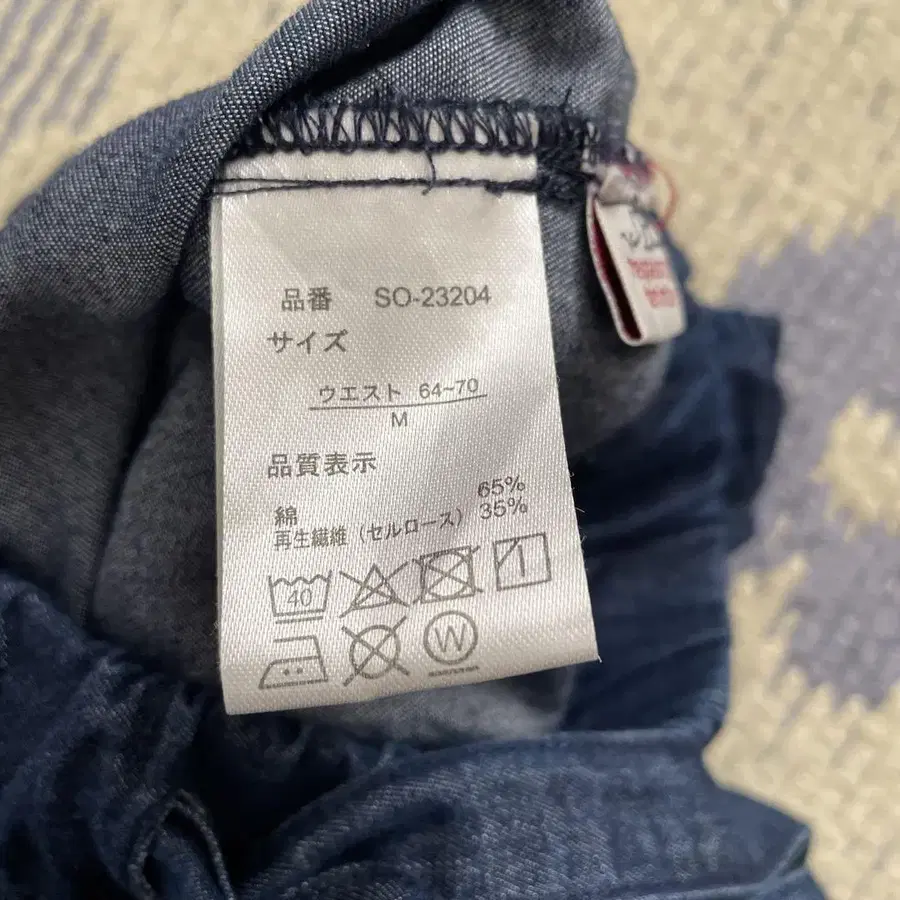 品番 SO-23204
サイズ
ウエスト 64~70
M
品質表示
綿 65%
再生繊維（セルロース） 35%
40
W